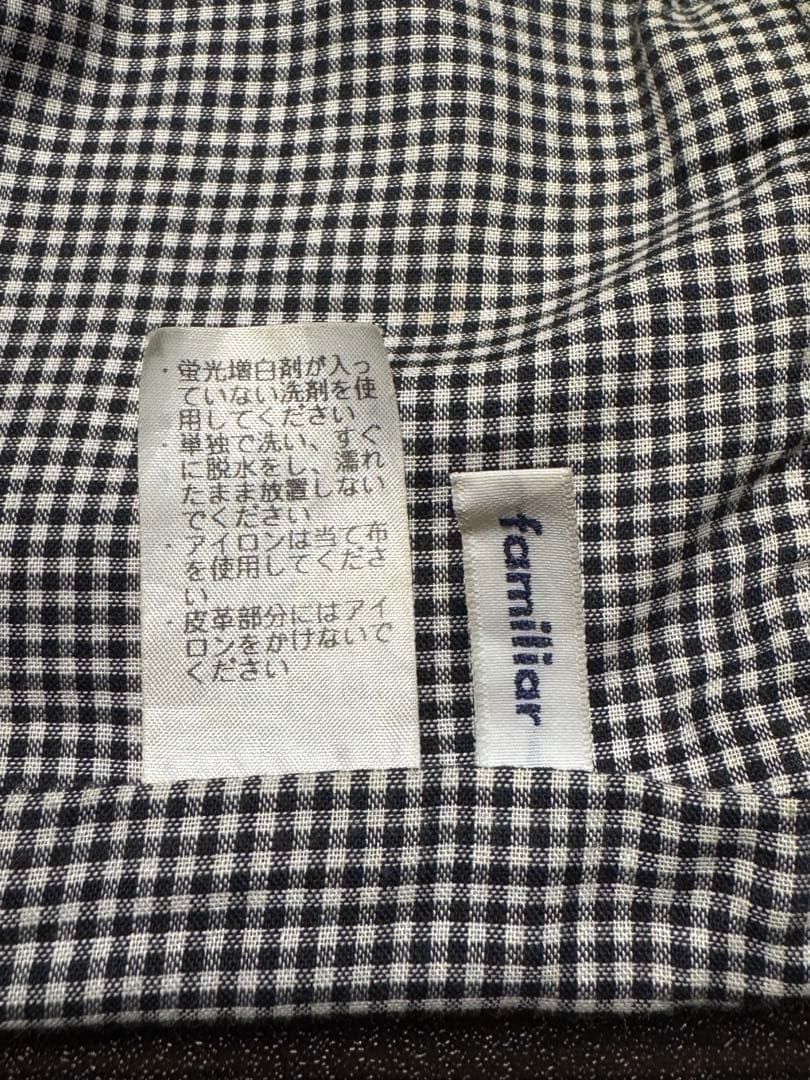 ・蛍光増白剤が入っ
ていない洗剤を使
用してください
・単独で洗い、すぐ
に脱水をし、濡れ
たまま放置しない
でください
・アイロンは当て布
を使用してくださ
い
・皮革部分にはアイ
ロンをかけないで
ください
familiar